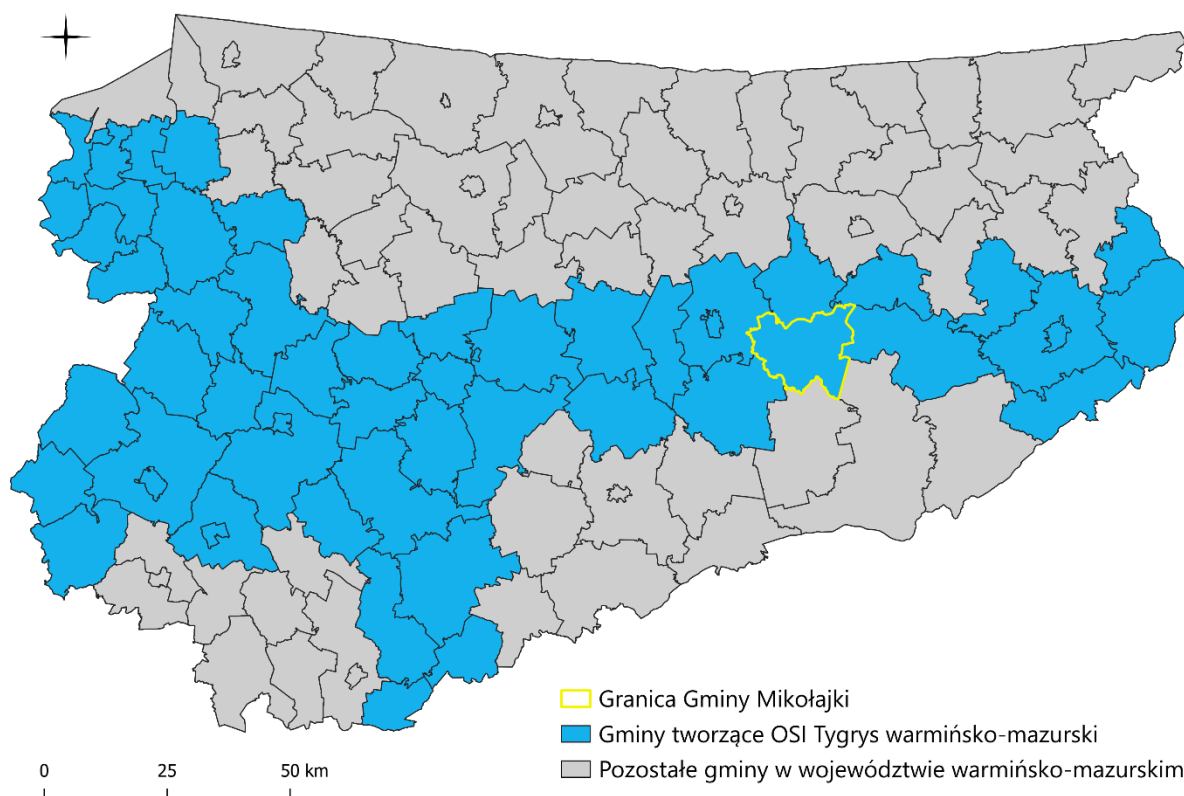 Granica Gminy Mikołajki
Gminy tworzące OSI Tygrys warmińsko-mazurski
Pozostałe gminy w województwie warmińsko-mazurskim
0 25 50 km